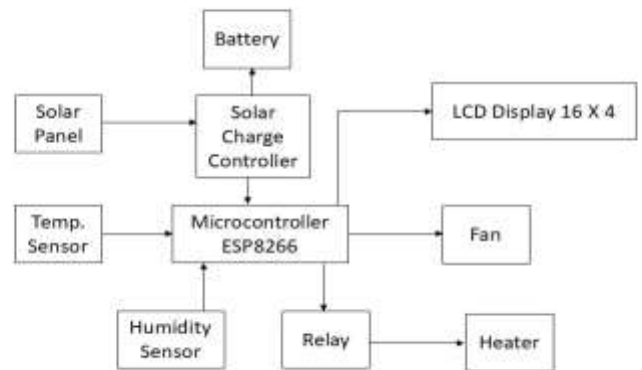 Battery
Solar
Panel
Solar
Charge
Controller
LCD Display 16 X 4
Temp.
Sensor
Microcontroller
ESP8266
Fan
Humidity
Sensor
Relay
Heater